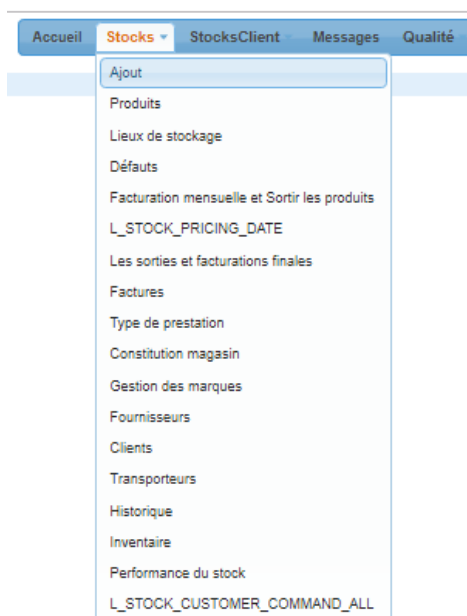 Accueil Stocks StocksClient Messages Qualité
Ajout
Produits
Lieux de stockage
Défauts
Facturation mensuelle et Sortir les produits
L_STOCK_PRICING_DATE
Les sorties et facturations finales
Factures
Type de prestation
Constitution magasin
Gestion des marques
Fournisseurs
Clients
Transporteurs
Historique
Inventaire
Performance du stock
L_STOCK_CUSTOMER_COMMAND_ALL